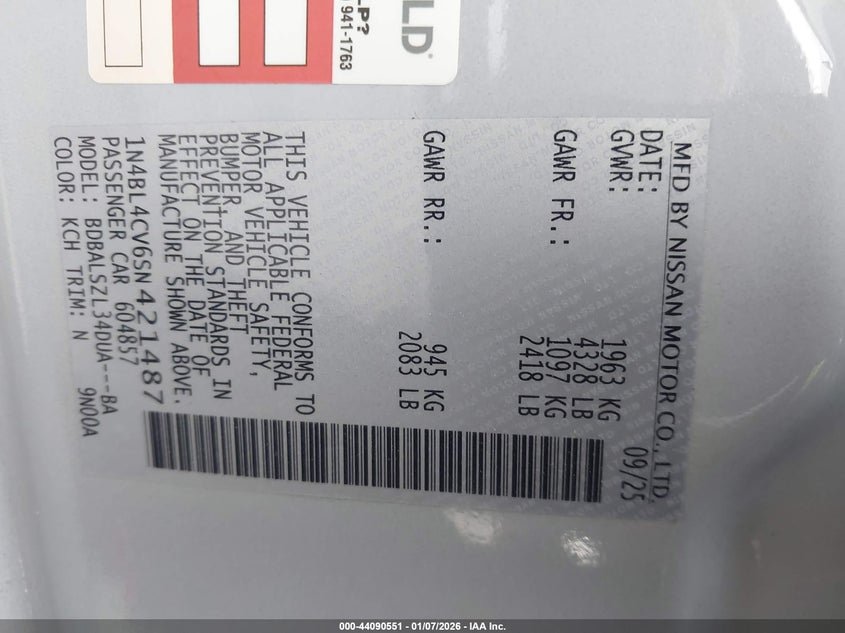 LD
LP?
941-1763
MFD BY NISSAN MOTOR CO., LTD.
DATE: 09/25
GVWR: 1963 KG
4328 LB
GAWR FR.: 1097 KG
2418 LB
GAWR RR.: 945 KG
2083 LB
THIS VEHICLE CONFORMS TO
ALL APPLICABLE FEDERAL
MOTOR VEHICLE SAFETY,
BUMPER, AND THEFT
PREVENTION STANDARDS IN
EFFECT ON THE DATE OF
MANUFACTURE SHOWN ABOVE.
1N4BL4CV6SN421487
PASSENGER CAR 604857
MODEL: BDBALSZL34DUA---BA
COLOR: KCH TRIM: N 9N00A
000-44090551 | 01/07/2026 | IAA Inc.